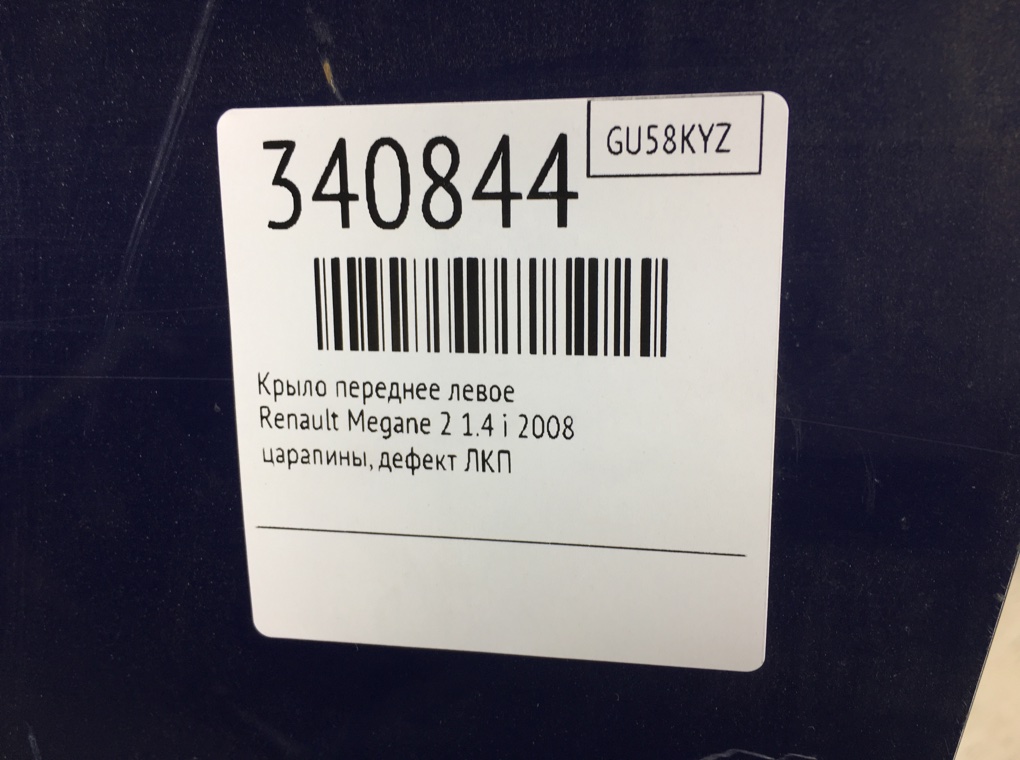 340844
GU58KYZ
Крыло переднее левое
Renault Megane 2 1.4 i 2008
царапины, дефект ЛКП